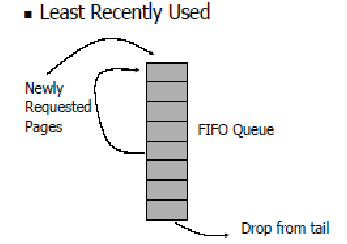 ▪ Least Recently Used
Newly
Requested
Pages
FIFO Queue
Drop from tail